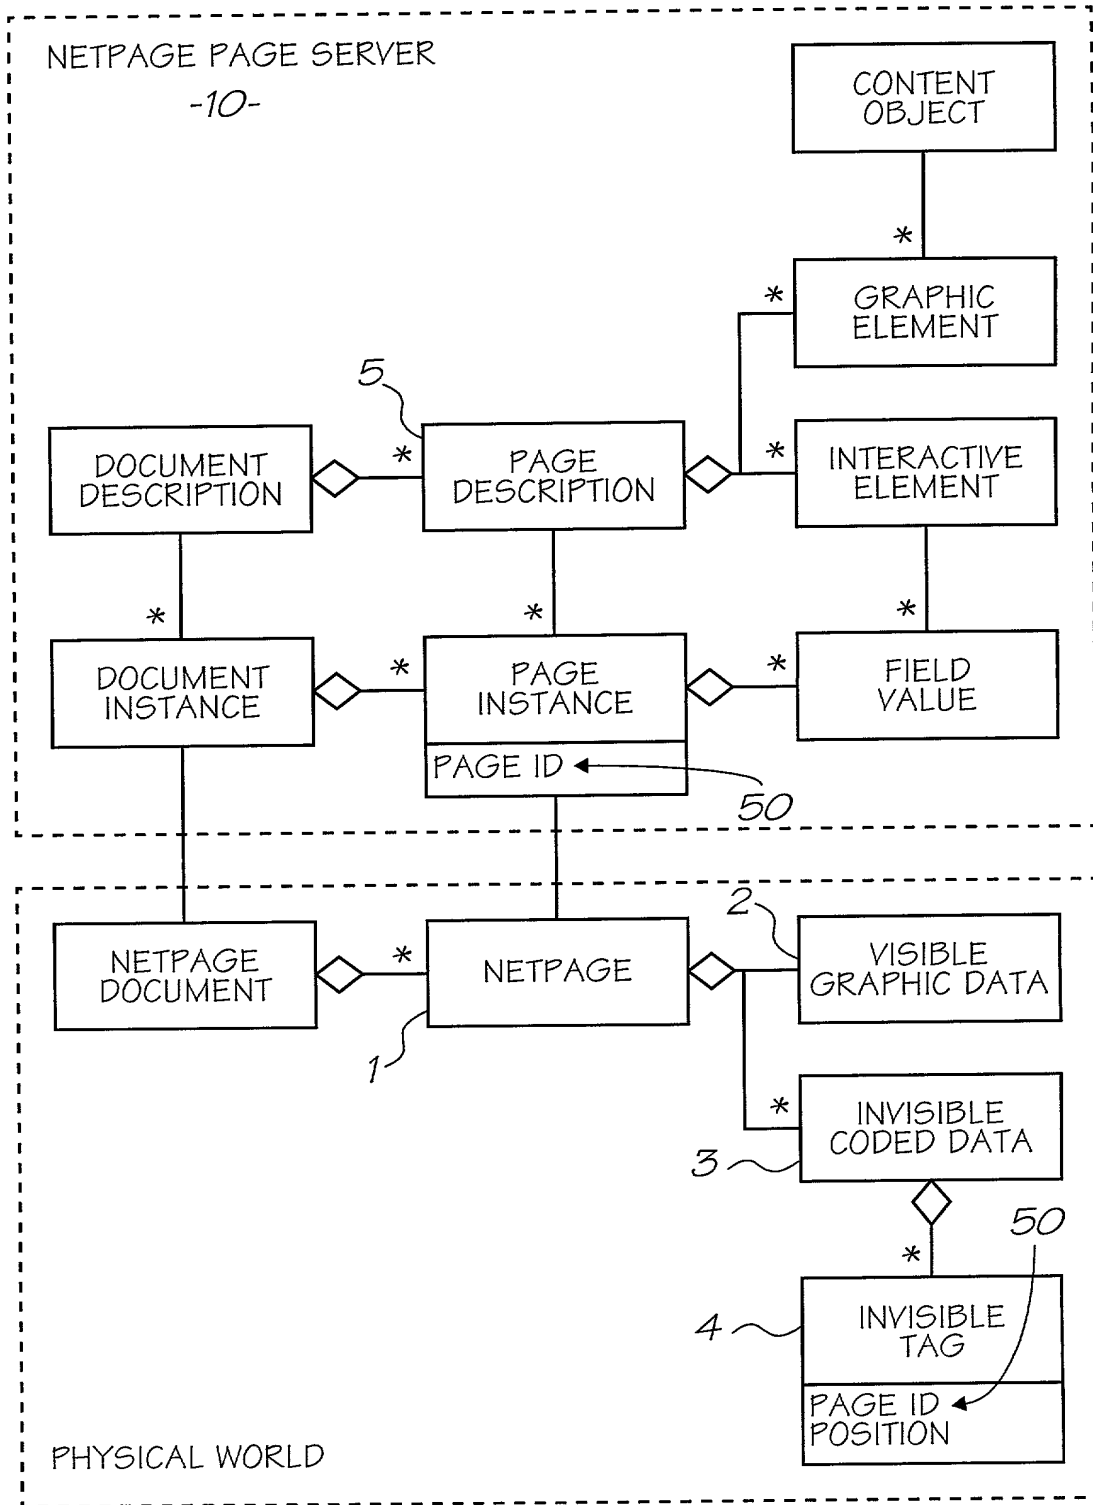 NETPAGE PAGE SERVER
-10-
CONTENT
OBJECT
*
*
GRAPHIC
ELEMENT
5
DOCUMENT
DESCRIPTION
*
PAGE
DESCRIPTION
*
INTERACTIVE
ELEMENT
*
*
*
DOCUMENT
INSTANCE
*
PAGE
INSTANCE
*
FIELD
VALUE
PAGE ID
50
2
NETPAGE
DOCUMENT
*
NETPAGE
VISIBLE
GRAPHIC DATA
1
*
INVISIBLE
CODED DATA
3
50
*
4
INVISIBLE
TAG
PAGE ID
POSITION
PHYSICAL WORLD